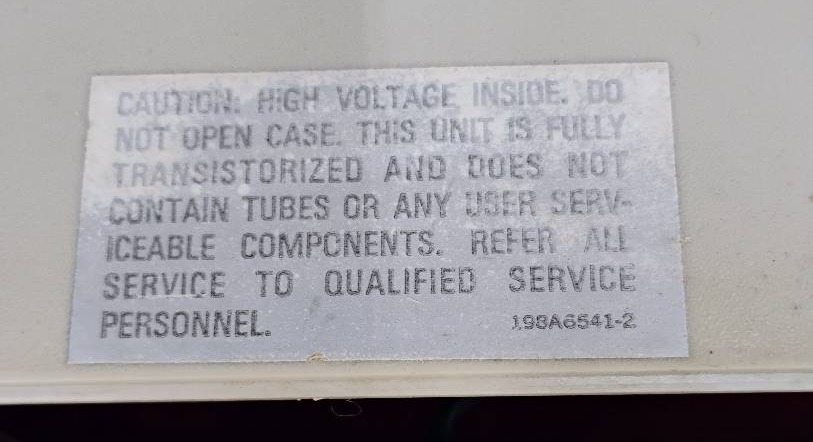 CAUTION: HIGH VOLTAGE INSIDE. DO
NOT OPEN CASE. THIS UNIT IS FULLY
TRANSISTORIZED AND DOES NOT
CONTAIN TUBES OR ANY USER SERV-
ICEABLE COMPONENTS. REFER ALL
SERVICE TO QUALIFIED SERVICE
PERSONNEL. 198A6541-2